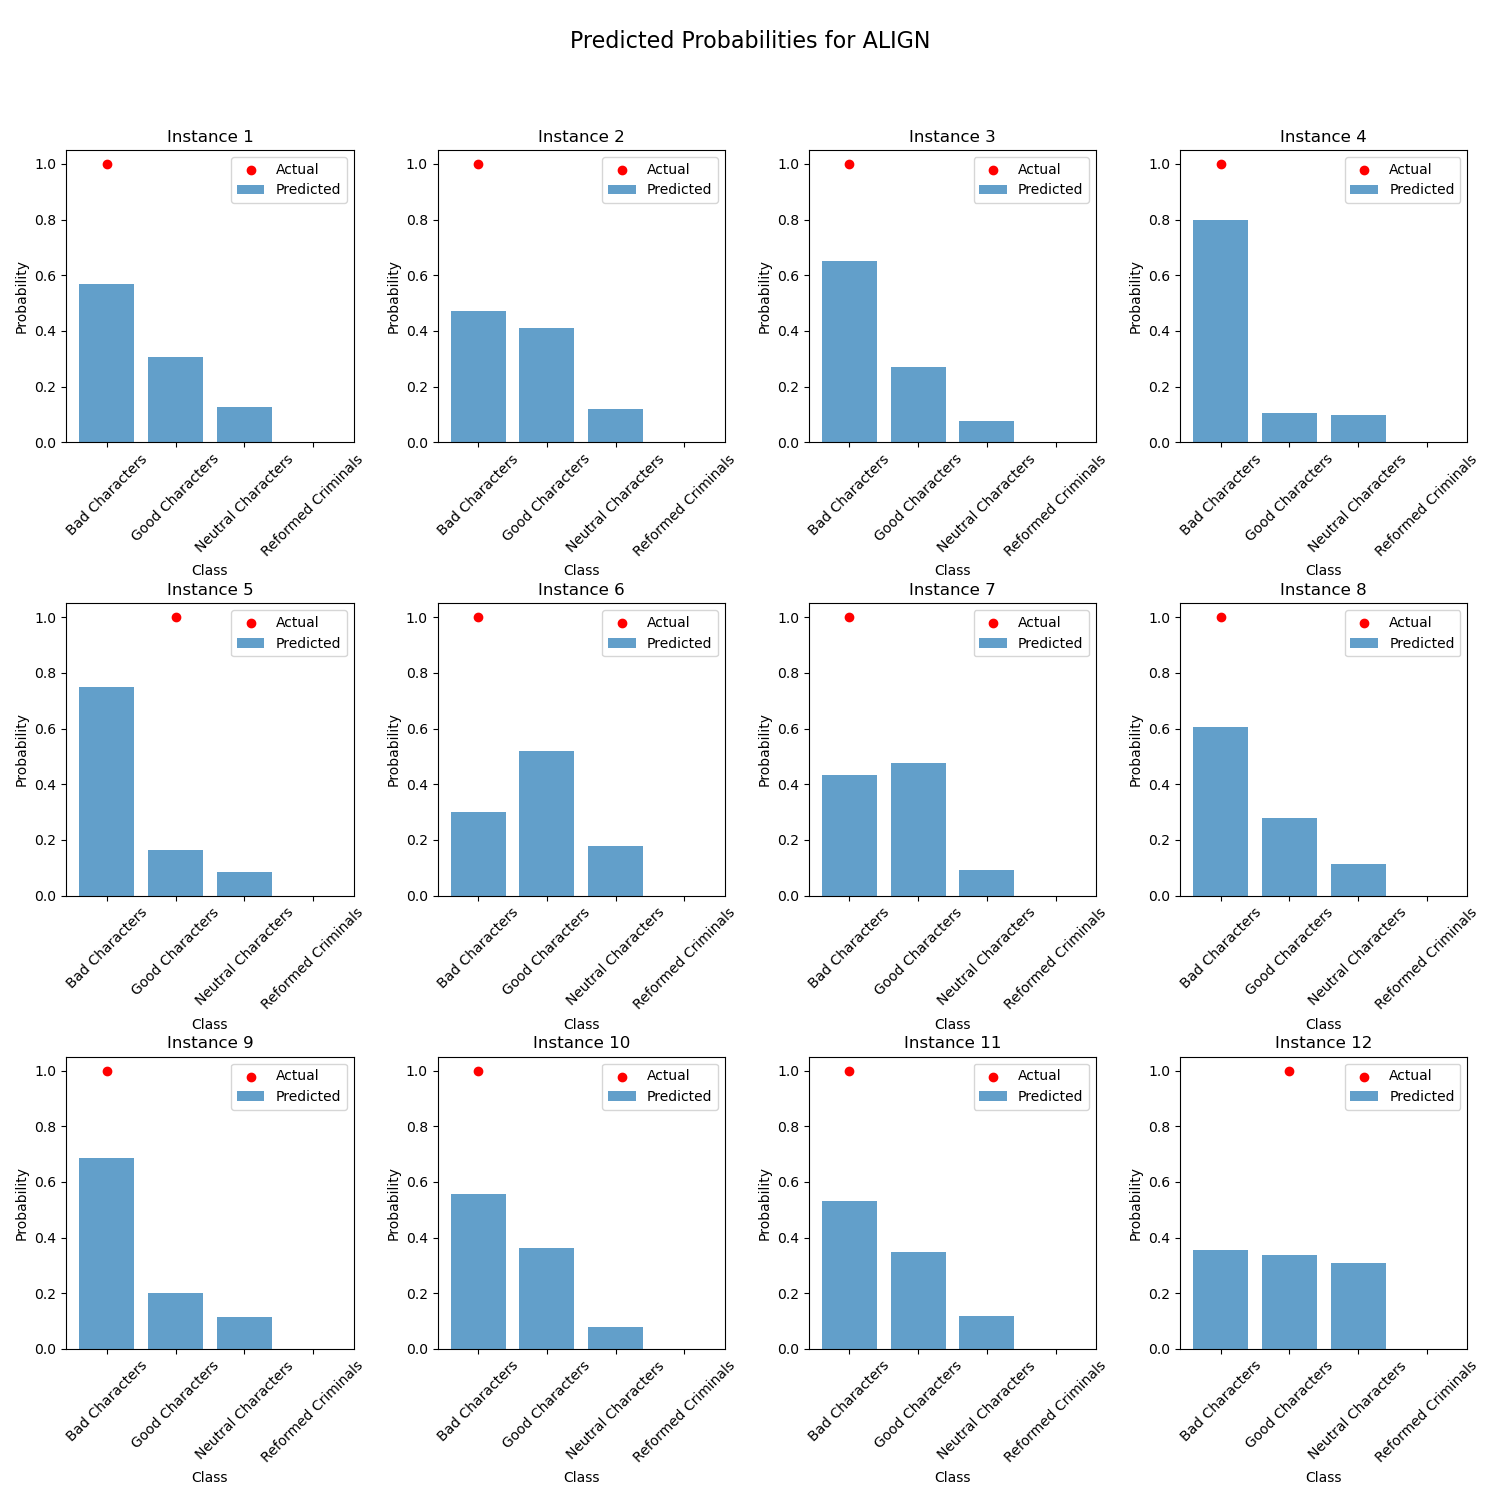 Predicted Probabilities for ALIGN
Instance 1
Actual
Predicted
Probability
1.0
0.8
0.6
0.4
0.2
0.0
Bad Characters
Good Characters
Neutral Characters
Reformed Criminals
Class
Instance 2
Actual
Predicted
Probability
1.0
0.8
0.6
0.4
0.2
0.0
Bad Characters
Good Characters
Neutral Characters
Reformed Criminals
Class
Instance 3
Actual
Predicted
Probability
1.0
0.8
0.6
0.4
0.2
0.0
Bad Characters
Good Characters
Neutral Characters
Reformed Criminals
Class
Instance 4
Actual
Predicted
Probability
1.0
0.8
0.6
0.4
0.2
0.0
Bad Characters
Good Characters
Neutral Characters
Reformed Criminals
Class
Instance 5
Actual
Predicted
Probability
1.0
0.8
0.6
0.4
0.2
0.0
Bad Characters
Good Characters
Neutral Characters
Reformed Criminals
Class
Instance 6
Actual
Predicted
Probability
1.0
0.8
0.6
0.4
0.2
0.0
Bad Characters
Good Characters
Neutral Characters
Reformed Criminals
Class
Instance 7
Actual
Predicted
Probability
1.0
0.8
0.6
0.4
0.2
0.0
Bad Characters
Good Characters
Neutral Characters
Reformed Criminals
Class
Instance 8
Actual
Predicted
Probability
1.0
0.8
0.6
0.4
0.2
0.0
Bad Characters
Good Characters
Neutral Characters
Reformed Criminals
Class
Instance 9
Actual
Predicted
Probability
1.0
0.8
0.6
0.4
0.2
0.0
Bad Characters
Good Characters
Neutral Characters
Reformed Criminals
Class
Instance 10
Actual
Predicted
Probability
1.0
0.8
0.6
0.4
0.2
0.0
Bad Characters
Good Characters
Neutral Characters
Reformed Criminals
Class
Instance 11
Actual
Predicted
Probability
1.0
0.8
0.6
0.4
0.2
0.0
Bad Characters
Good Characters
Neutral Characters
Reformed Criminals
Class
Instance 12
Actual
Predicted
Probability
1.0
0.8
0.6
0.4
0.2
0.0
Bad Characters
Good Characters
Neutral Characters
Reformed Criminals
Class